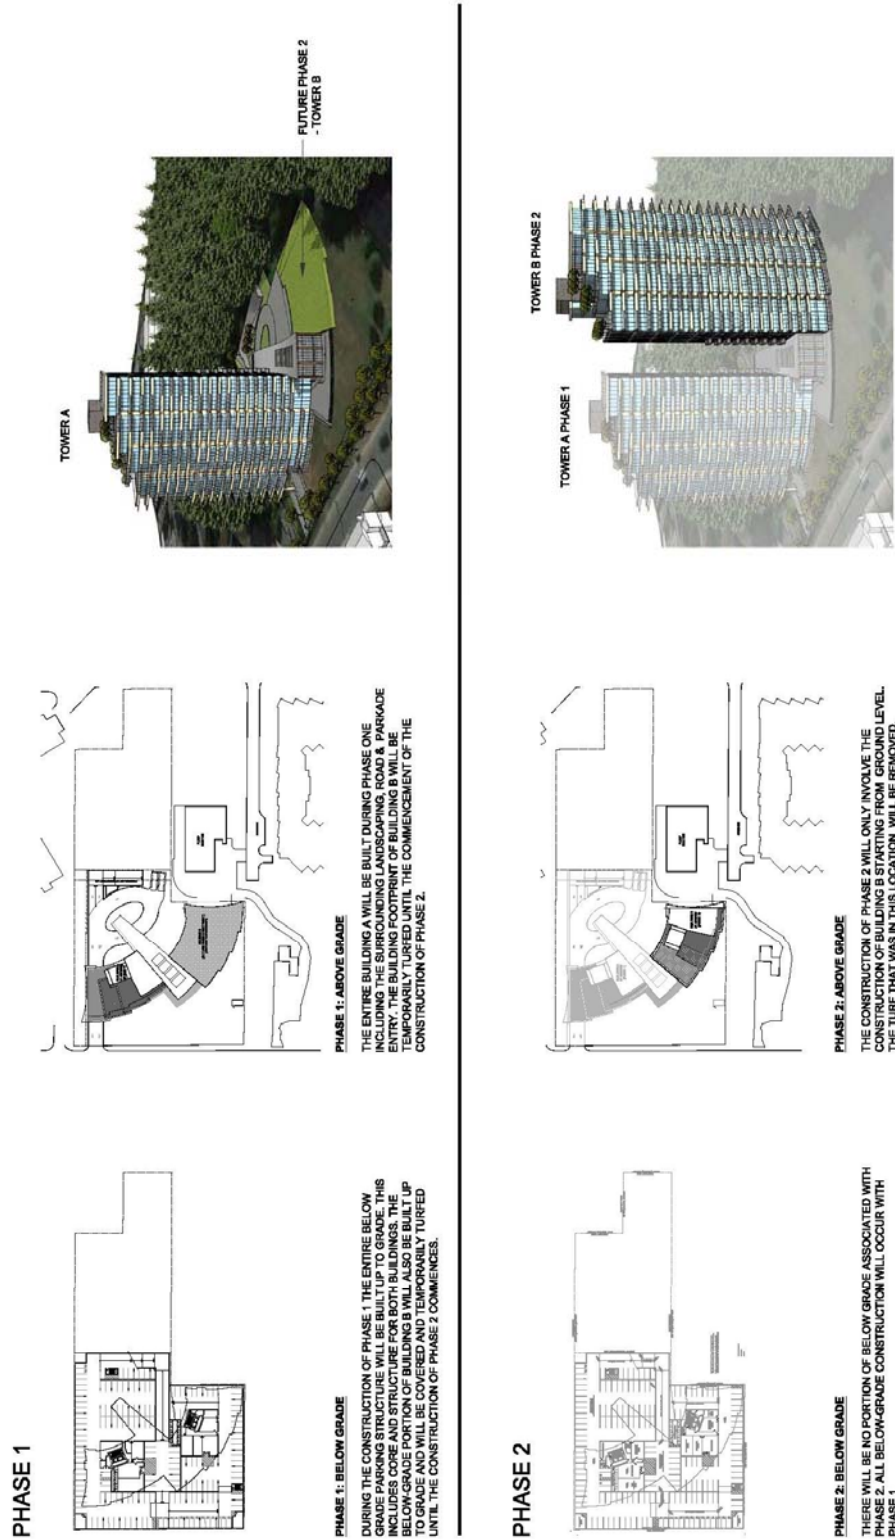 PHASE 1
PHASE 1: BELOW GRADE
DURING THE CONSTRUCTION OF PHASE 1 THE ENTIRE BELOW
GRADE PARKING STRUCTURE WILL BE BUILT UP TO GRADE. THIS
INCLUDES CORE AND STRUCTURE FOR BOTH BUILDINGS. THE
BELOW-GRADE PORTION OF BUILDING B WILL ALSO BE BUILT UP
TO GRADE AND WILL BE COVERED AND TEMPORARILY TURFED
UNTIL THE CONSTRUCTION OF PHASE 2 COMMENCES.
PHASE 1: ABOVE GRADE
THE ENTIRE BUILDING A WILL BE BUILT DURING PHASE ONE
INCLUDING THE SURROUNDING LANDSCAPING, ROAD & PARKADE
ENTRY. THE BUILDING FOOTPRINT OF BUILDING B WILL BE
TEMPORARILY TURFED UNTIL THE COMMENCEMENT OF THE
CONSTRUCTION OF PHASE 2.
TOWER A
FUTURE PHASE 2
- TOWER B
PHASE 2
PHASE 2: BELOW GRADE
THERE WILL BE NO PORTION OF BELOW GRADE ASSOCIATED WITH
PHASE 2. ALL BELOW-GRADE CONSTRUCTION WILL OCCUR WITH
PHASE 1.
PHASE 2: ABOVE GRADE
THE CONSTRUCTION OF PHASE 2 WILL ONLY INVOLVE THE
CONSTRUCTION OF BUILDING B STARTING FROM GROUND LEVEL.
THE TURF THAT WAS IN THIS LOCATION, WILL BE REMOVED
TOWER A PHASE 1
TOWER B PHASE 2